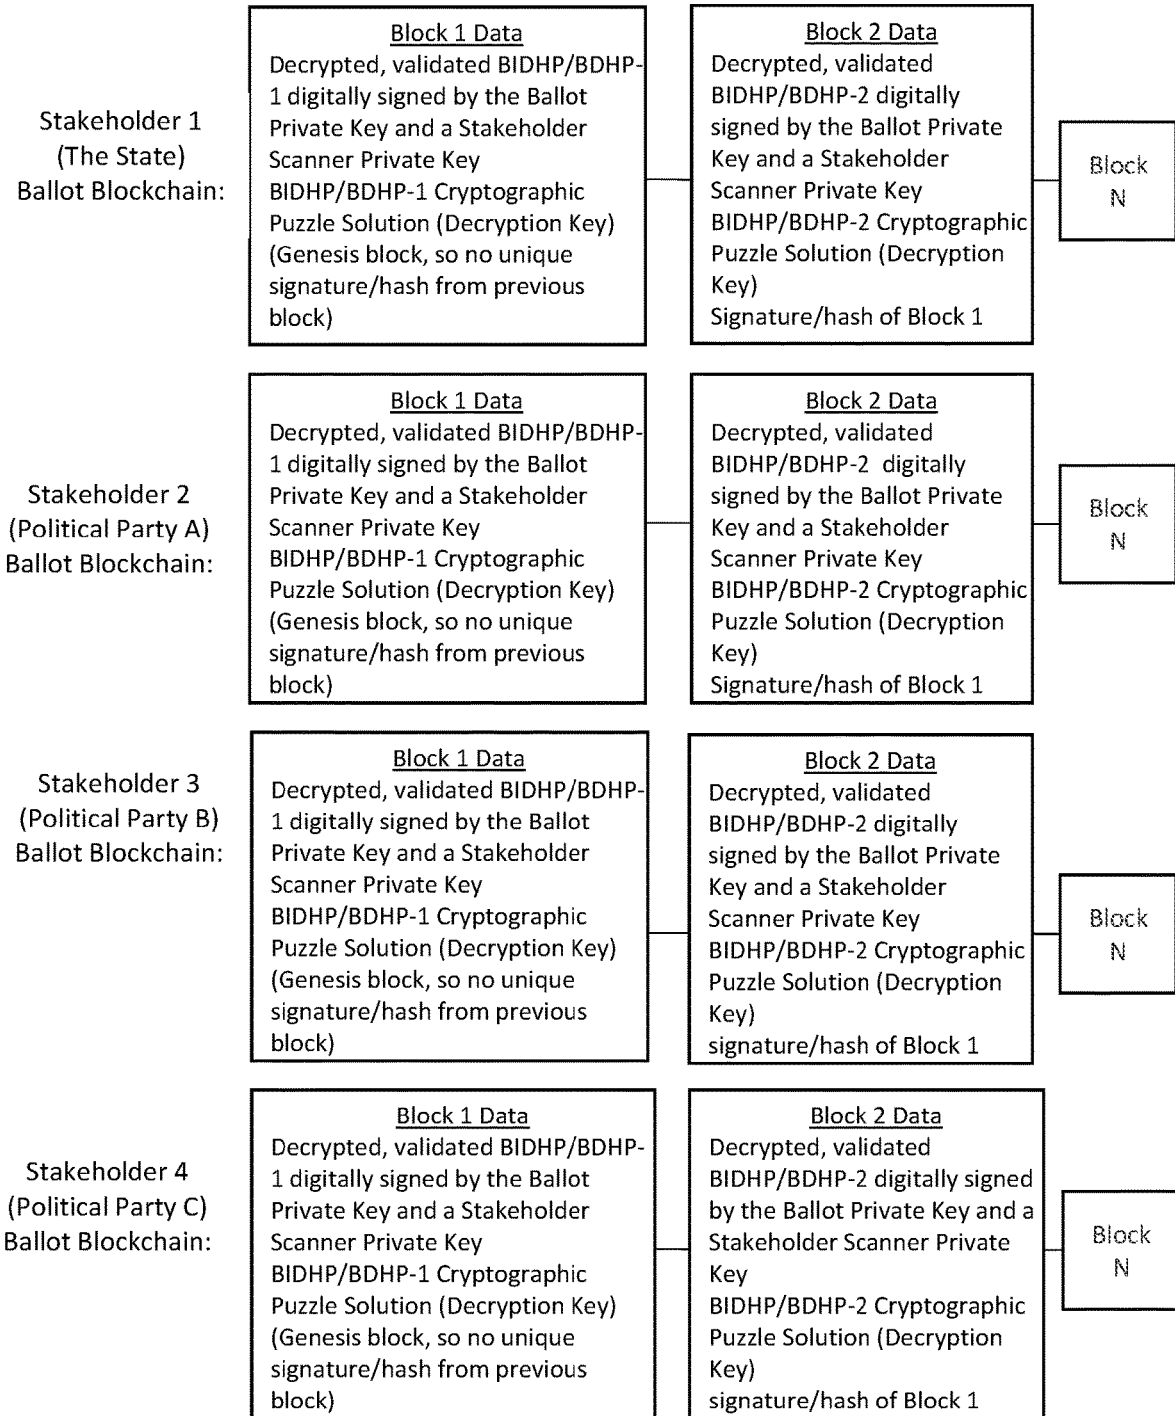 Stakeholder 1
(The State)
Ballot Blockchain:
Block 1 Data
Decrypted, validated BIDHP/BDHP-
1 digitally signed by the Ballot
Private Key and a Stakeholder
Scanner Private Key
BIDHP/BDHP-1 Cryptographic
Puzzle Solution (Decryption Key)
(Genesis block, so no unique
signature/hash from previous
block)
Block 2 Data
Decrypted, validated
BIDHP/BDHP-2 digitally
signed by the Ballot Private
Key and a Stakeholder
Scanner Private Key
BIDHP/BDHP-2 Cryptographic
Puzzle Solution (Decryption
Key)
Signature/hash of Block 1
Block
N
Stakeholder 2
(Political Party A)
Ballot Blockchain:
Block 1 Data
Decrypted, validated BIDHP/BDHP-
1 digitally signed by the Ballot
Private Key and a Stakeholder
Scanner Private Key
BIDHP/BDHP-1 Cryptographic
Puzzle Solution (Decryption Key)
(Genesis block, so no unique
signature/hash from previous
block)
Block 2 Data
Decrypted, validated
BIDHP/BDHP-2 digitally
signed by the Ballot Private
Key and a Stakeholder
Scanner Private Key
BIDHP/BDHP-2 Cryptographic
Puzzle Solution (Decryption
Key)
Signature/hash of Block 1
Block
N
Stakeholder 3
(Political Party B)
Ballot Blockchain:
Block 1 Data
Decrypted, validated BIDHP/BDHP-
1 digitally signed by the Ballot
Private Key and a Stakeholder
Scanner Private Key
BIDHP/BDHP-1 Cryptographic
Puzzle Solution (Decryption Key)
(Genesis block, so no unique
signature/hash from previous
block)
Block 2 Data
Decrypted, validated
BIDHP/BDHP-2 digitally
signed by the Ballot Private
Key and a Stakeholder
Scanner Private Key
BIDHP/BDHP-2 Cryptographic
Puzzle Solution (Decryption
Key)
signature/hash of Block 1
Block
N
Stakeholder 4
(Political Party C)
Ballot Blockchain:
Block 1 Data
Decrypted, validated BIDHP/BDHP-
1 digitally signed by the Ballot
Private Key and a Stakeholder
Scanner Private Key
BIDHP/BDHP-1 Cryptographic
Puzzle Solution (Decryption Key)
(Genesis block, so no unique
signature/hash from previous
block)
Block 2 Data
Decrypted, validated
BIDHP/BDHP-2 digitally signed
by the Ballot Private Key and a
Stakeholder Scanner Private
Key
BIDHP/BDHP-2 Cryptographic
Puzzle Solution (Decryption
Key)
signature/hash of Block 1
Block
N